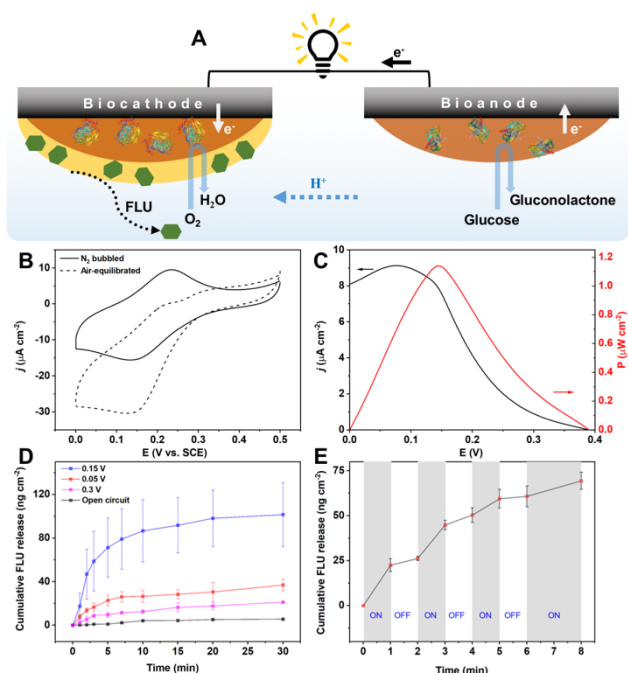 A
e⁻
Biocathode
Bioanode
e⁻
e⁻
H⁺
FLU
O₂
H₂O
Gluconolactone
Glucose
B
N₂ bubbled
Air-equilibrated
10
0
-10
-20
-30
j (μA cm⁻²)
0.0 0.1 0.2 0.3 0.4 0.5
E (V vs. SCE)
C
10
8
6
4
2
0
j (μA cm⁻²)
1.2
1.0
0.8
0.6
0.4
0.2
0.0
P (μW cm⁻²)
0.0 0.1 0.2 0.3 0.4
E (V)
D
0.15 V
0.05 V
0.3 V
Open circuit
160
120
80
40
0
Cumulative FLU release (ng cm⁻²)
0 5 10 15 20 25 30
Time (min)
E
75
50
25
0
Cumulative FLU release (ng cm⁻²)
ON OFF ON OFF ON OFF ON
0 1 2 3 4 5 6 7 8
Time (min)